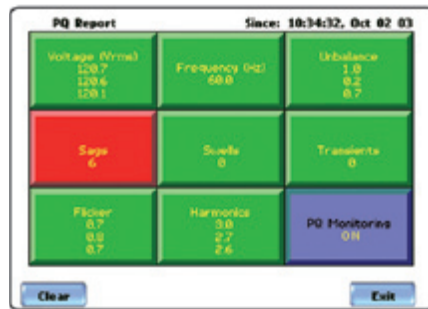 PQ Report Since: 10:34:32, Oct 02 03
Voltage (Vrms)
120.7
120.6
120.1
Frequency (Hz)
60.0
Unbalance
1.0
0.2
0.7
Sags
6
Swells
0
Transients
0
Flicker
0.7
0.8
0.7
Harmonics
3.0
2.7
2.6
PQ Monitoring
ON
Clear Exit